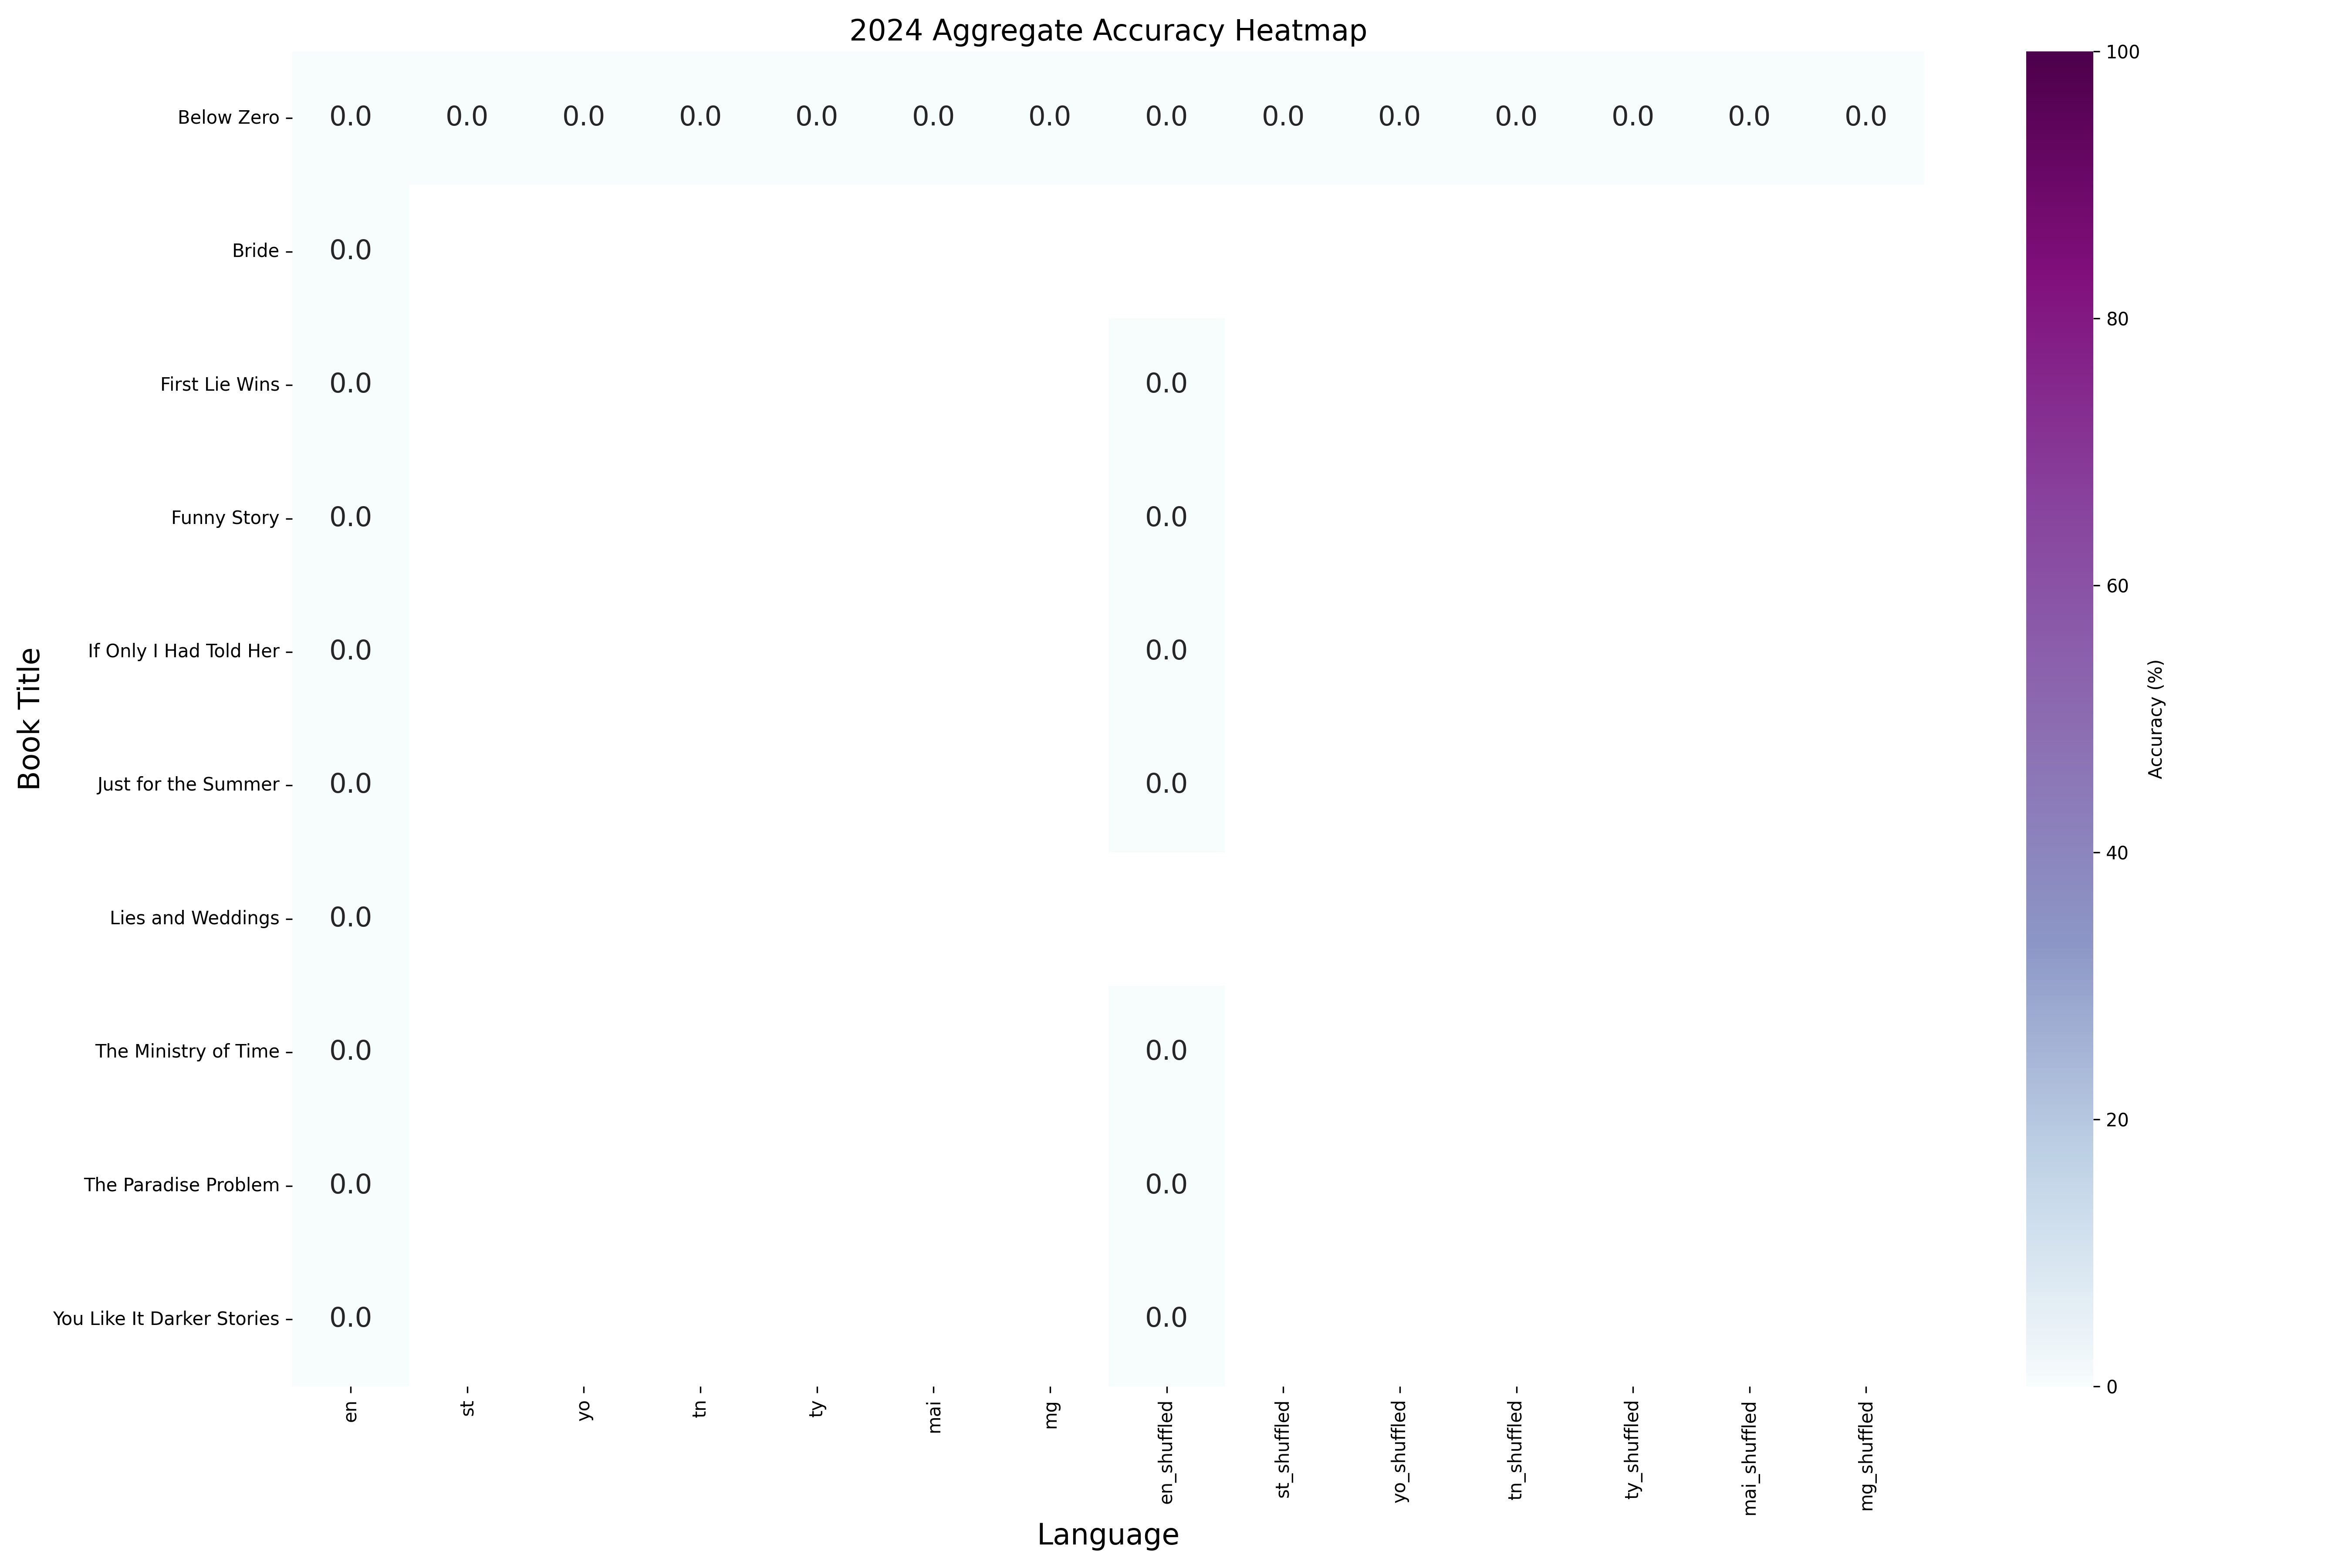 2024 Aggregate Accuracy Heatmap
Book Title
Below Zero 0.0 0.0 0.0 0.0 0.0 0.0 0.0 0.0 0.0 0.0 0.0 0.0 0.0 0.0
Bride 0.0
First Lie Wins 0.0 0.0
Funny Story 0.0 0.0
If Only I Had Told Her 0.0 0.0
Just for the Summer 0.0 0.0
Lies and Weddings 0.0
The Ministry of Time 0.0 0.0
The Paradise Problem 0.0 0.0
You Like It Darker Stories 0.0 0.0
en st yo tn ty mai mg en_shuffled st_shuffled yo_shuffled tn_shuffled ty_shuffled mai_shuffled mg_shuffled
Language
100
80
60
40
20
0
Accuracy (%)